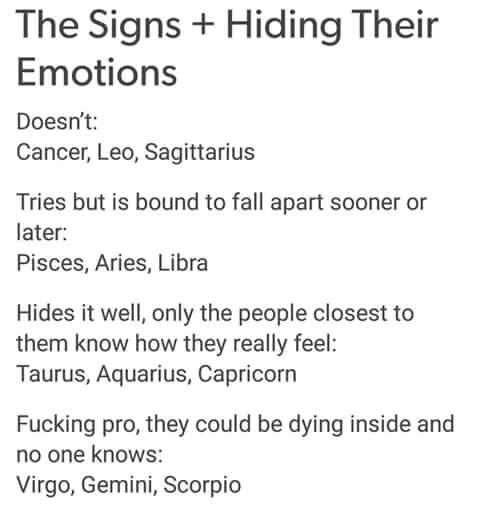 The Signs + Hiding Their
Emotions
Doesn't:
Cancer, Leo, Sagittarius
Tries but is bound to fall apart sooner or
later:
Pisces, Aries, Libra
Hides it well, only the people closest to
them know how they really feel:
Taurus, Aquarius, Capricorn
Fucking pro, they could be dying inside and
no one knows:
Virgo, Gemini, Scorpio